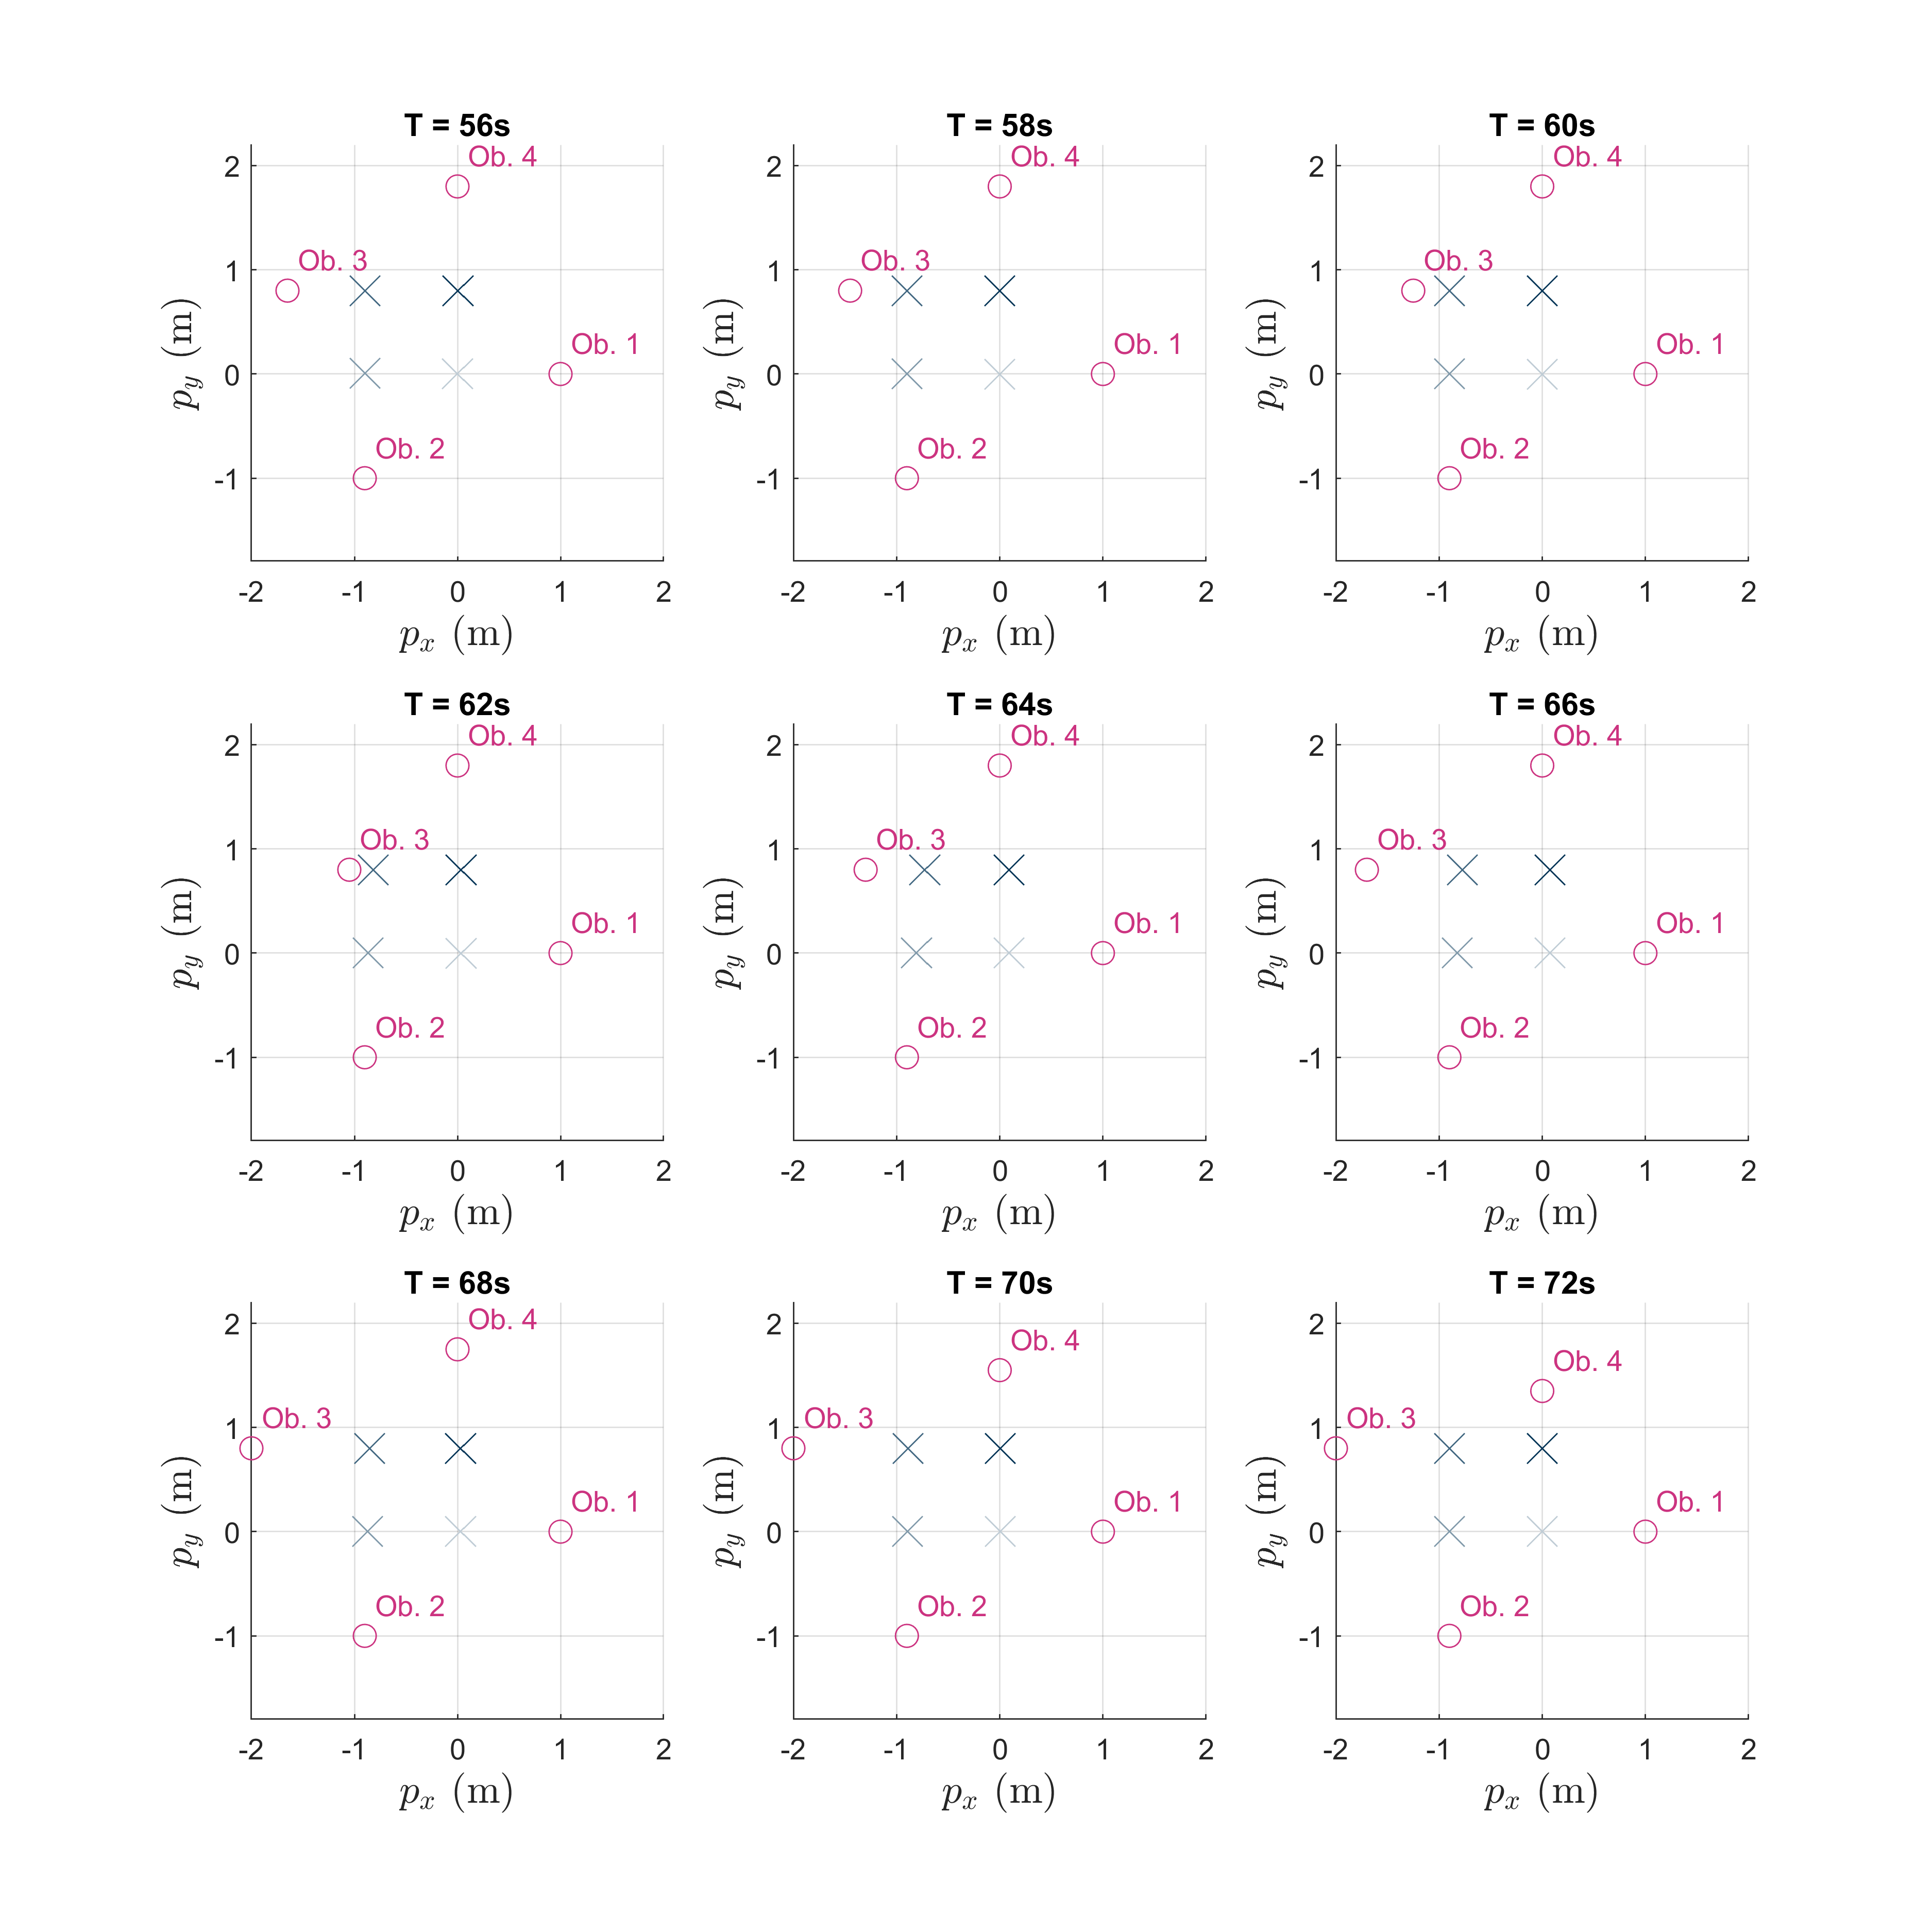 T = 56s
Ob. 4
2
Ob. 3
1
Ob. 1
0
Ob. 2
-1
-2 -1 0 1 2
p_x (m)
p_y (m)
T = 58s
Ob. 4
2
Ob. 3
1
Ob. 1
0
Ob. 2
-1
-2 -1 0 1 2
p_x (m)
p_y (m)
T = 60s
Ob. 4
2
Ob. 3
1
Ob. 1
0
Ob. 2
-1
-2 -1 0 1 2
p_x (m)
p_y (m)
T = 62s
Ob. 4
2
Ob. 3
1
Ob. 1
0
Ob. 2
-1
-2 -1 0 1 2
p_x (m)
p_y (m)
T = 64s
Ob. 4
2
Ob. 3
1
Ob. 1
0
Ob. 2
-1
-2 -1 0 1 2
p_x (m)
p_y (m)
T = 66s
Ob. 4
2
Ob. 3
1
Ob. 1
0
Ob. 2
-1
-2 -1 0 1 2
p_x (m)
p_y (m)
T = 68s
Ob. 4
2
Ob. 3
1
Ob. 1
0
Ob. 2
-1
-2 -1 0 1 2
p_x (m)
p_y (m)
T = 70s
2
Ob. 4
Ob. 3
1
Ob. 1
0
Ob. 2
-1
-2 -1 0 1 2
p_x (m)
p_y (m)
T = 72s
2
Ob. 4
Ob. 3
1
Ob. 1
0
Ob. 2
-1
-2 -1 0 1 2
p_x (m)
p_y (m)